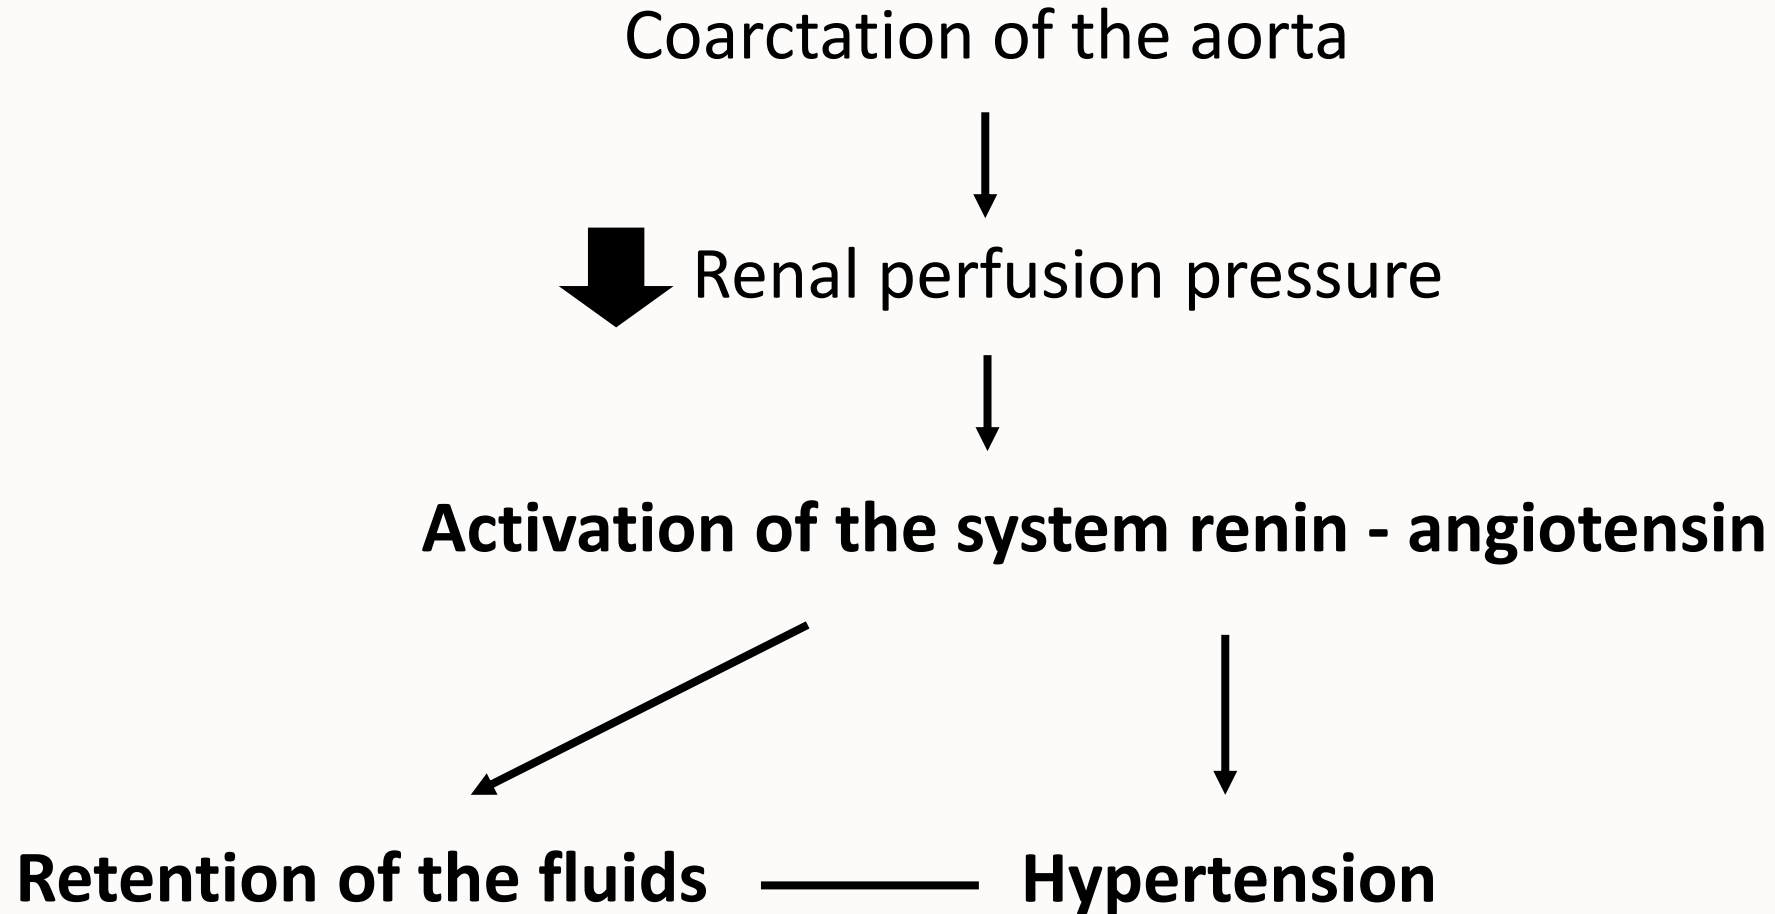 Coarctation of the aorta
Renal perfusion pressure
Activation of the system renin - angiotensin
Retention of the fluids
Hypertension